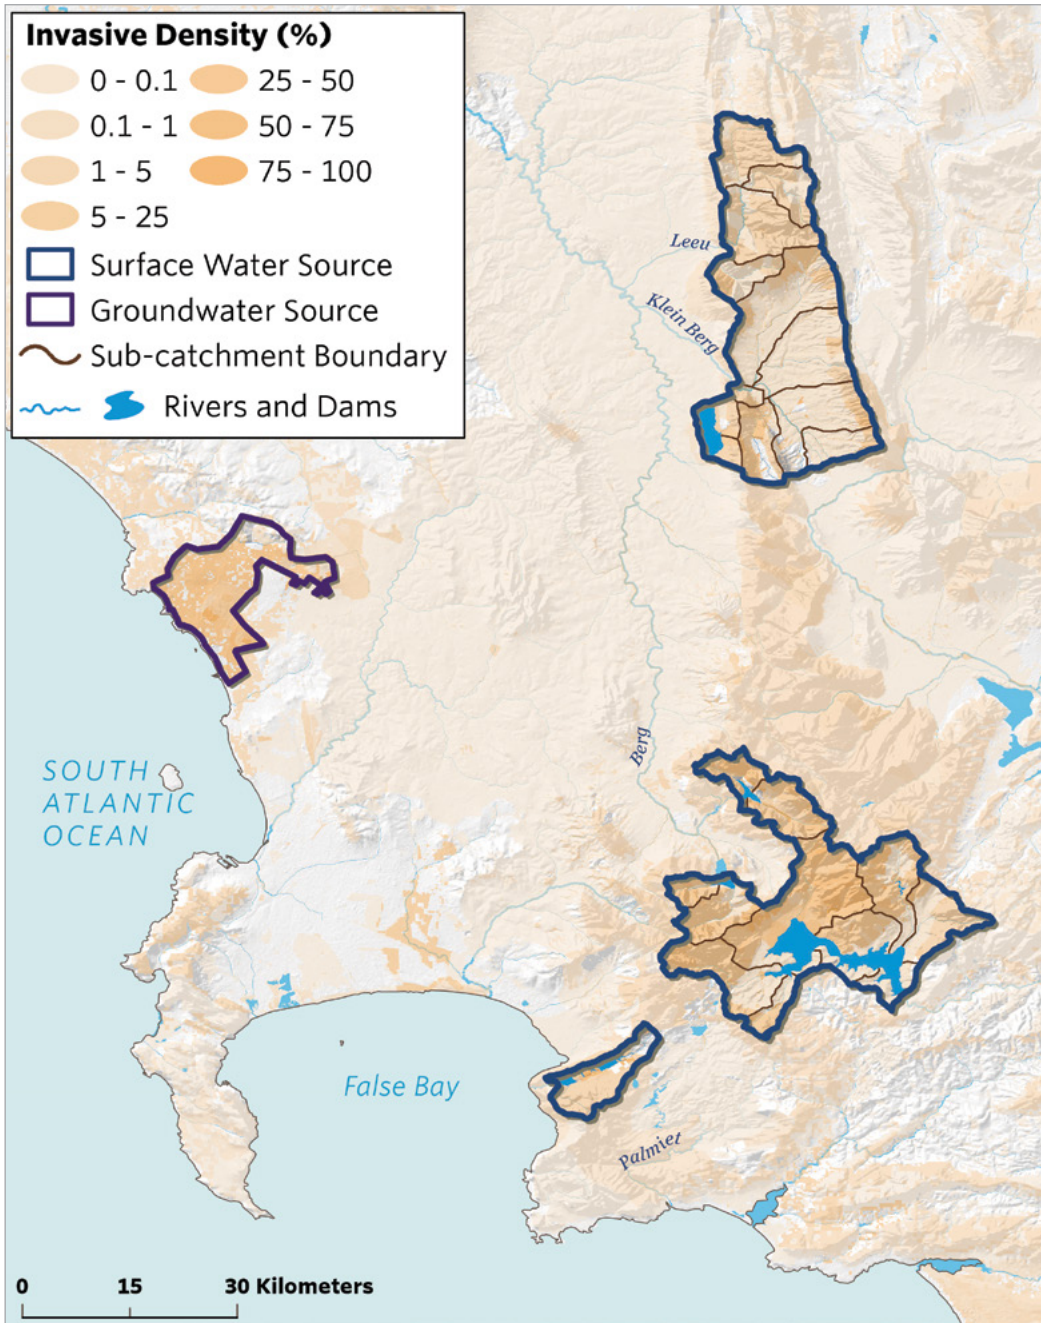 Invasive Density (%)
0 - 0.1
25 - 50
0.1 - 1
50 - 75
1 - 5
75 - 100
5 - 25
Surface Water Source
Groundwater Source
Sub-catchment Boundary
Rivers and Dams
Leeu
Klein Berg
Berg
SOUTH
ATLANTIC
OCEAN
False Bay
Palmiet
0 15 30 Kilometers